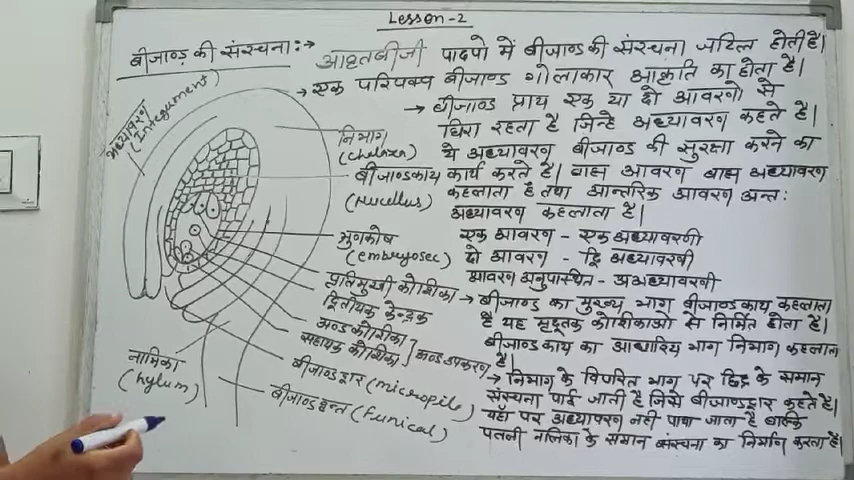 Lesson-2
बीजाण्ड की संरचना:→
आवृतबीजी पादपो में बीजाण्ड की संरचना जटिल होती है।
→ एक परिपक्व बीजाण्ड गोलाकार आकृति का होता है।
→ बीजाण्ड प्राय एक या दो आवरणो से
घिरा रहता है जिन्हे अध्यावरण कहते है।
ये अध्यावरण बीजाण्ड की सुरक्षा करने का
कार्य करते है। बाह्य आवरण बाह्य अध्यावरण
कहलाता है तथा आन्तरिक आवरण अन्त:
अध्यावरण कहलाता है।
एक आवरण - एक अध्यावरणी
दो आवरण - द्वि अध्यावरणी
आवरण अनुपास्थित - अअध्यावरणी
→ बीजाण्ड का मुख्य भाग बीजाण्ड काय कहलाता
है यह मृदूतक कोशिकाओ से निर्मित होता है।
बीजाण्ड काय का आधारिय भाग निभाग कहलाता
है।
→ निभाग के विपरित भाग पर छिद्र के समान
संरचना पाई जाती है जिसे बीजाण्डद्वार कहते है।
यहाँ पर अध्यावरण नही पाया जाता है बल्कि
पतली नलिका के समान संरचना का निर्माण करता है।
अध्यावरण
(Integument)
निभाग
(chalaza)
बीजाण्डकाय
(nucellus)
भ्रुणकोष
(embryosec)
प्रतिमुखी कोशिका
द्वितीयक केन्द्रक
अण्ड कोशिका
सहायक कोशिका } अण्ड उपकरण
बीजाण्ड द्वार (micropile)
बीजाण्ड वृन्त (funical)
नाभिका
(hylum)